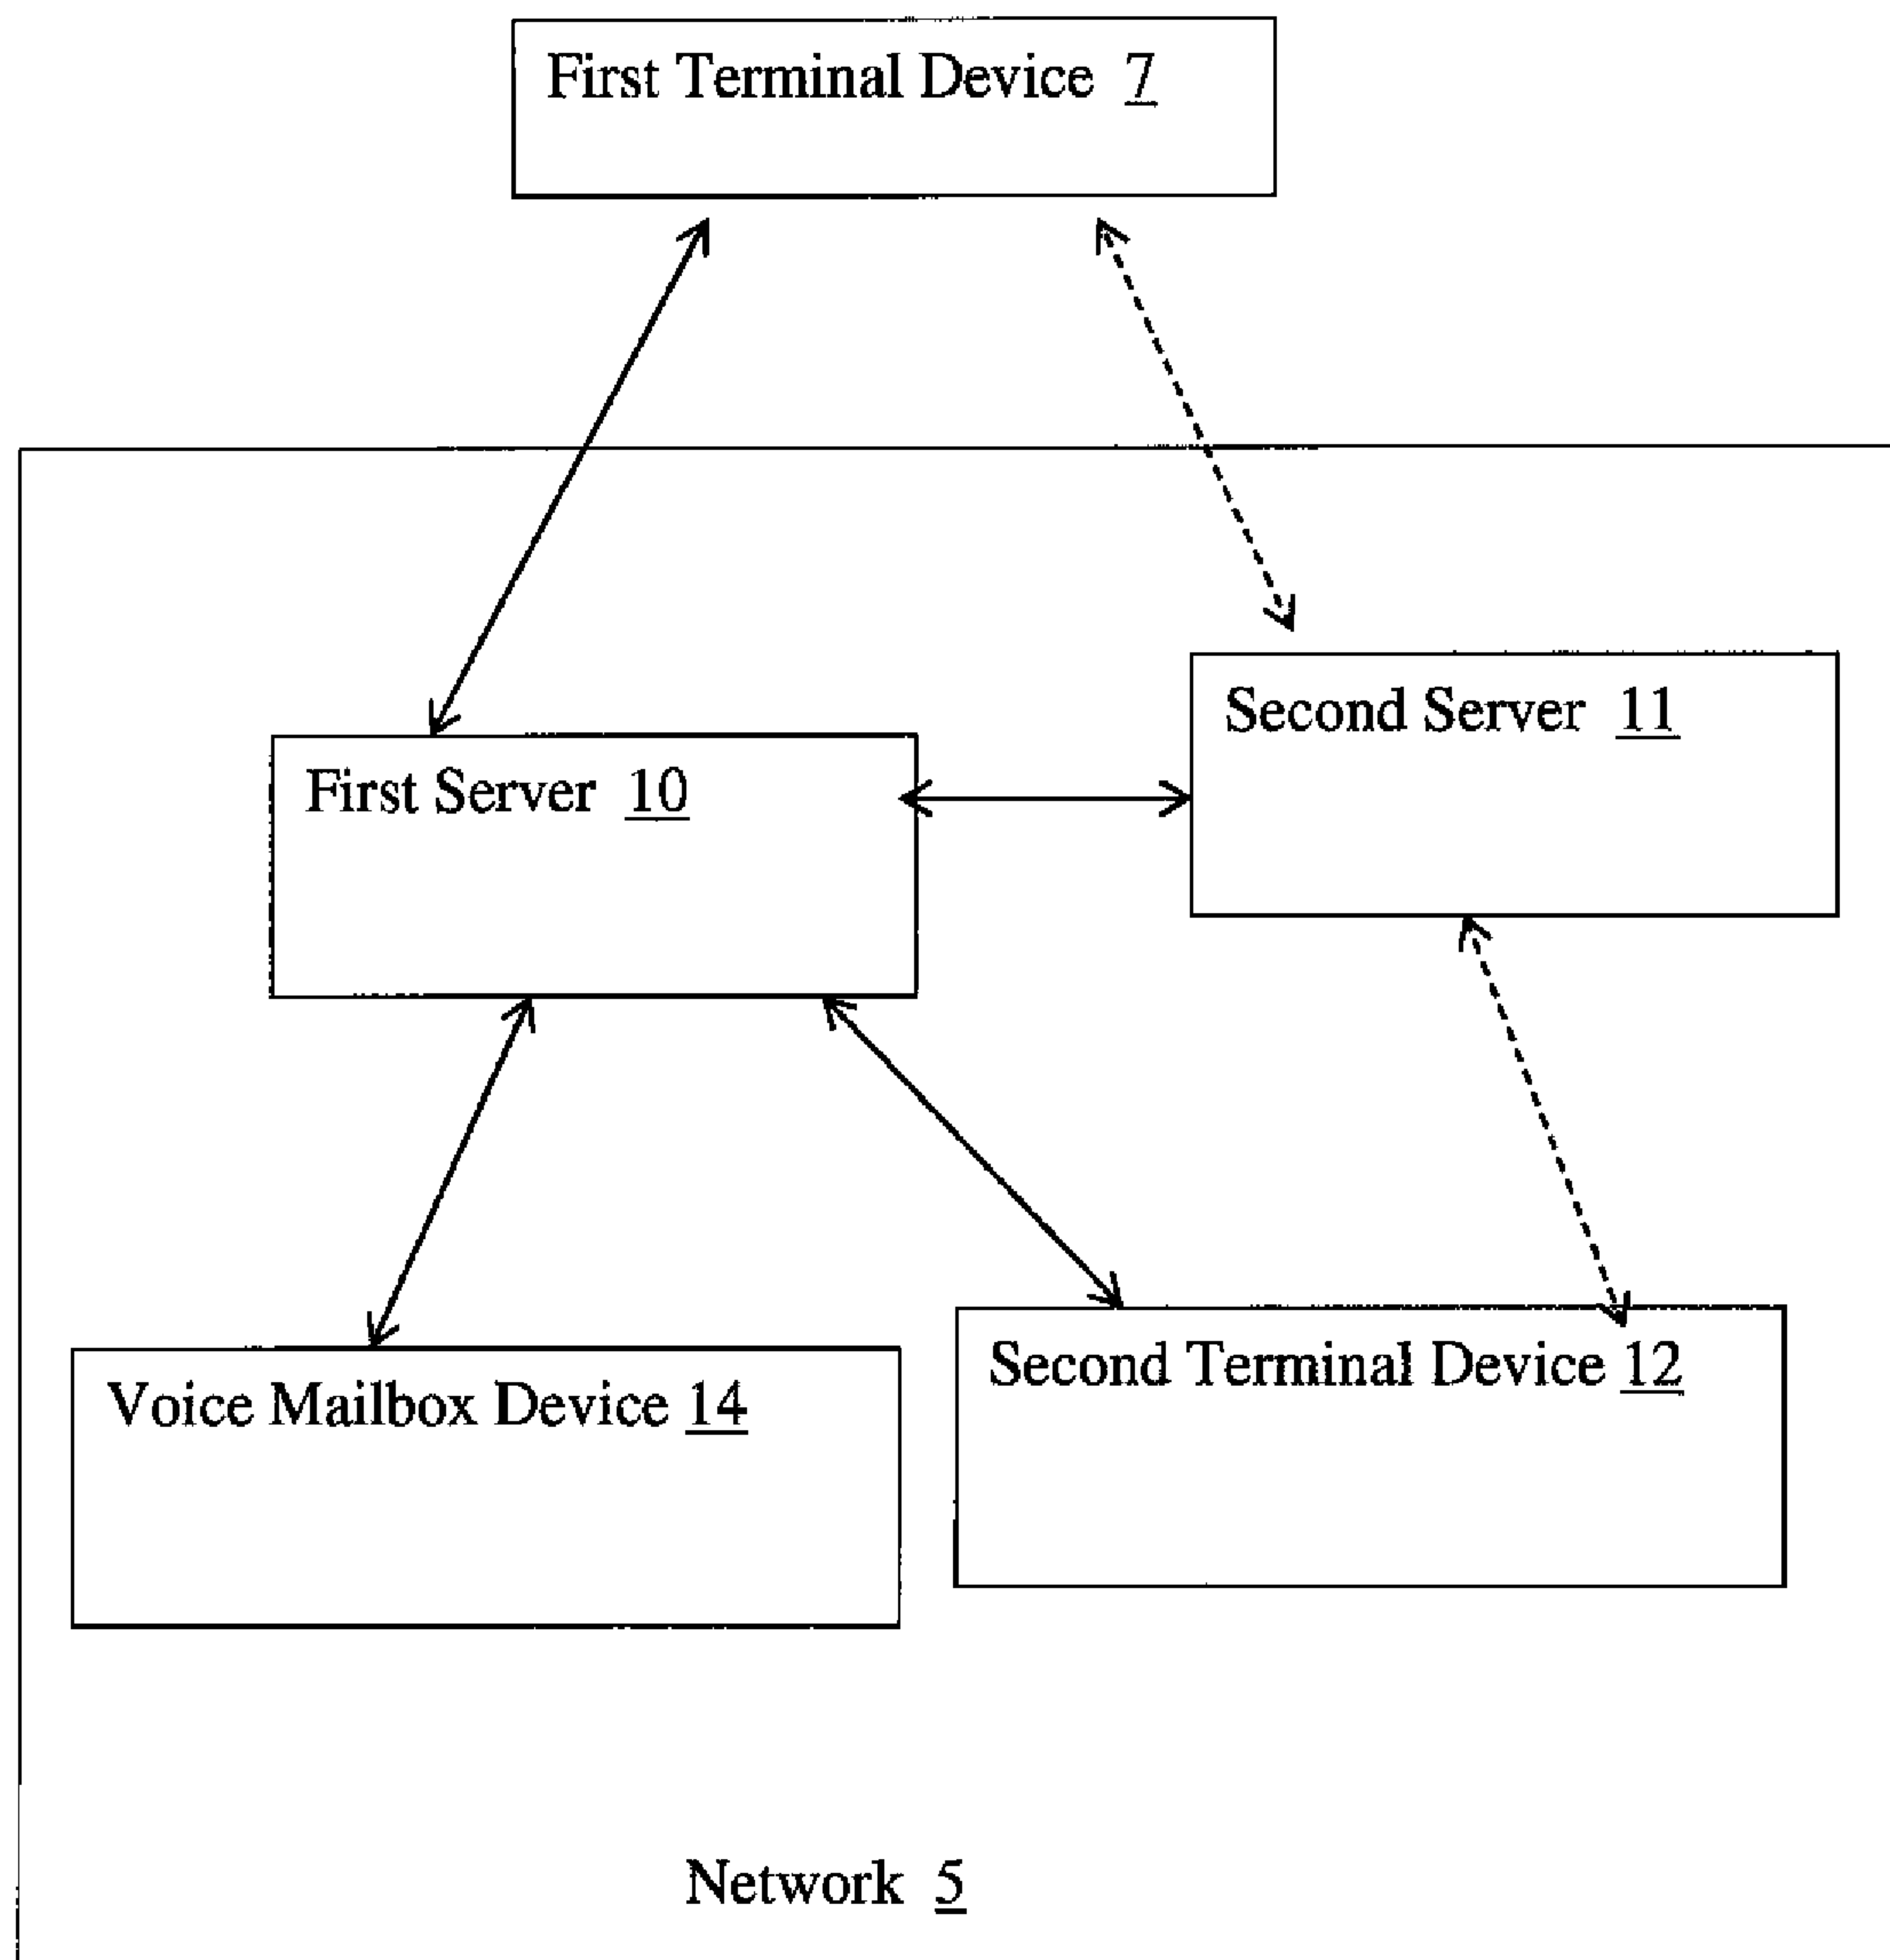 First Terminal Device 7
Second Server 11
First Server 10
Second Terminal Device 12
Voice Mailbox Device 14
Network 5